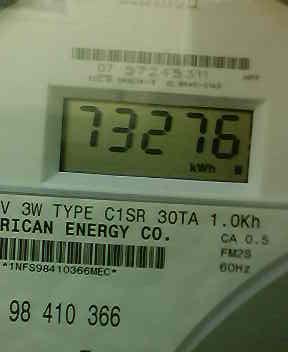 73276
kWh
V 3W TYPE C1SR 30TA 1.0Kh
RICAN ENERGY CO.
CA 0.5
FM2S
60Hz
*1NFS98410366MEC*
98 410 366